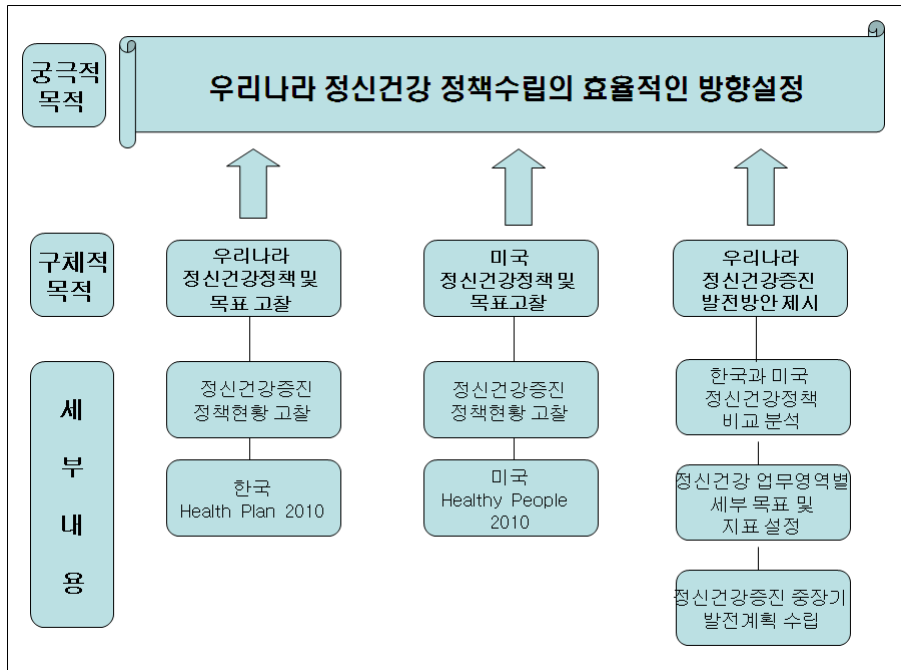 궁극적
목적
우리나라 정신건강 정책수립의 효율적인 방향설정
구체적
목적
우리나라
정신건강정책 및
목표 고찰
미국
정신건강정책 및
목표고찰
우리나라
정신건강증진
발전방안 제시
세
부
내
용
정신건강증진
정책현황 고찰
한국
Health Plan 2010
정신건강증진
정책현황 고찰
미국
Healthy People
2010
한국과 미국
정신건강정책
비교 분석
정신건강 업무영역별
세부 목표 및
지표 설정
정신건강증진 중장기
발전계획 수립